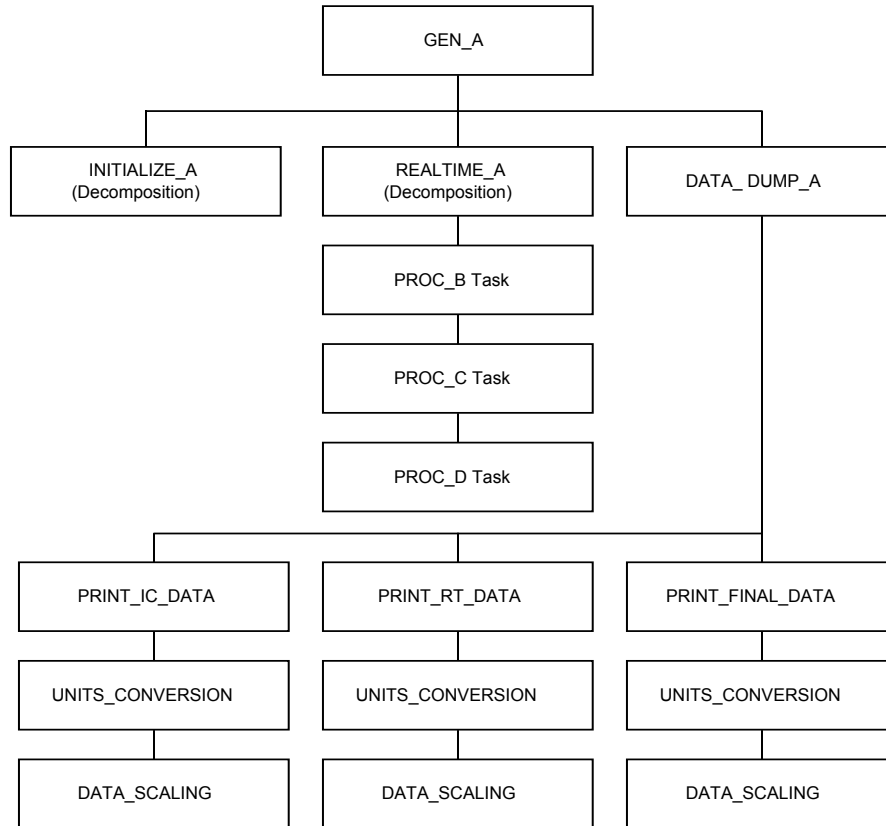 GEN_A
INITIALIZE_A
(Decomposition)
REALTIME_A
(Decomposition)
DATA_ DUMP_A
PROC_B Task
PROC_C Task
PROC_D Task
PRINT_IC_DATA
PRINT_RT_DATA
PRINT_FINAL_DATA
UNITS_CONVERSION
UNITS_CONVERSION
UNITS_CONVERSION
DATA_SCALING
DATA_SCALING
DATA_SCALING